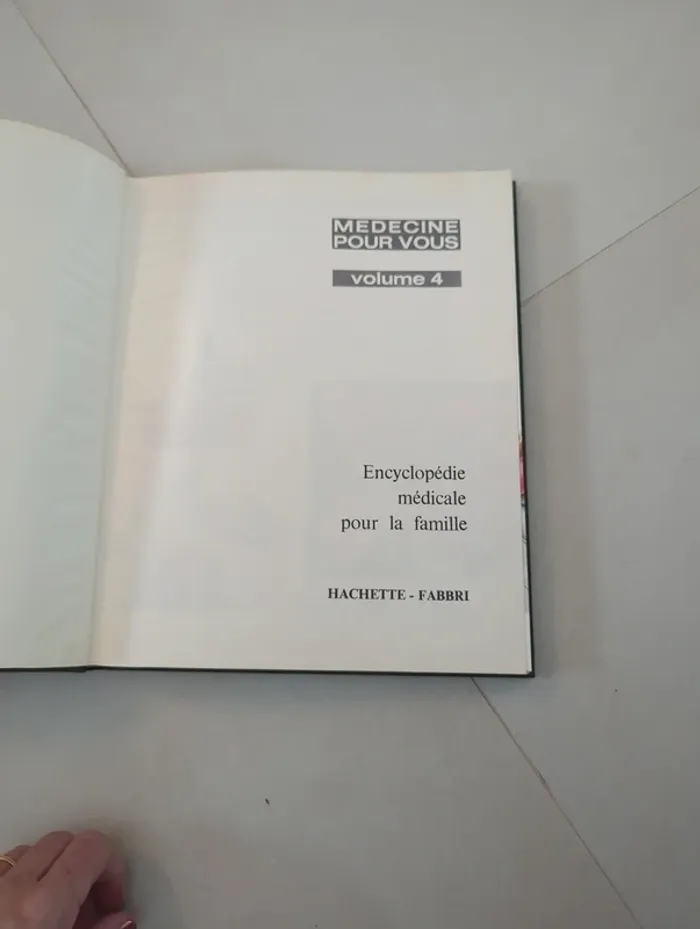 MEDECINE
POUR VOUS
volume 4
Encyclopédie
médicale
pour la famille
HACHETTE - FABBRI